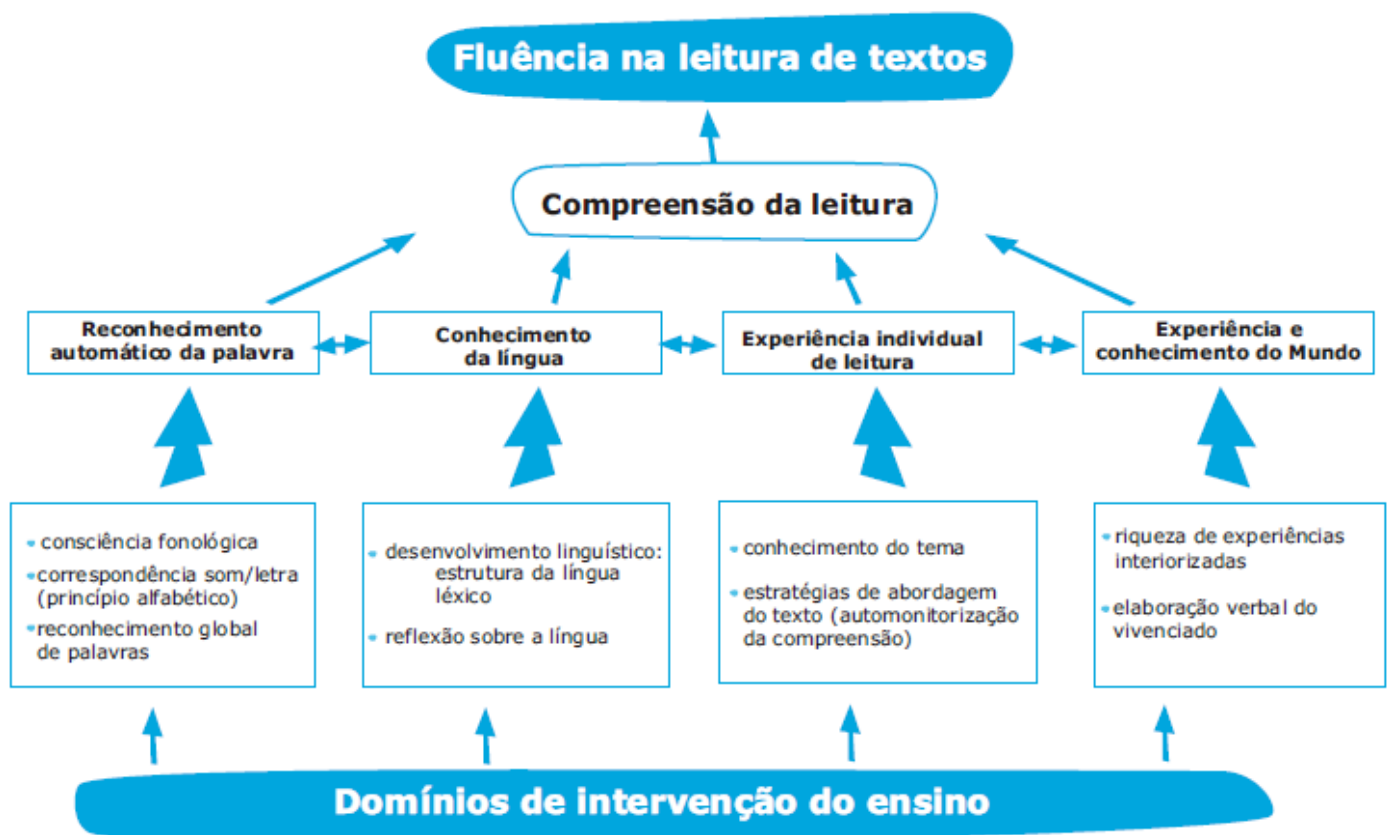 Fluência na leitura de textos
Compreensão da leitura
Reconhecimento
automático da palavra
Conhecimento
da língua
Experiência individual
de leitura
Experiência e
conhecimento do Mundo
• consciência fonológica
• correspondência som/letra
(princípio alfabético)
• reconhecimento global
de palavras
• desenvolvimento linguístico:
estrutura da língua
léxico
• reflexão sobre a língua
• conhecimento do tema
• estratégias de abordagem
do texto (automonitorização
da compreensão)
• riqueza de experiências
interiorizadas
• elaboração verbal do
vivenciado
Domínios de intervenção do ensino